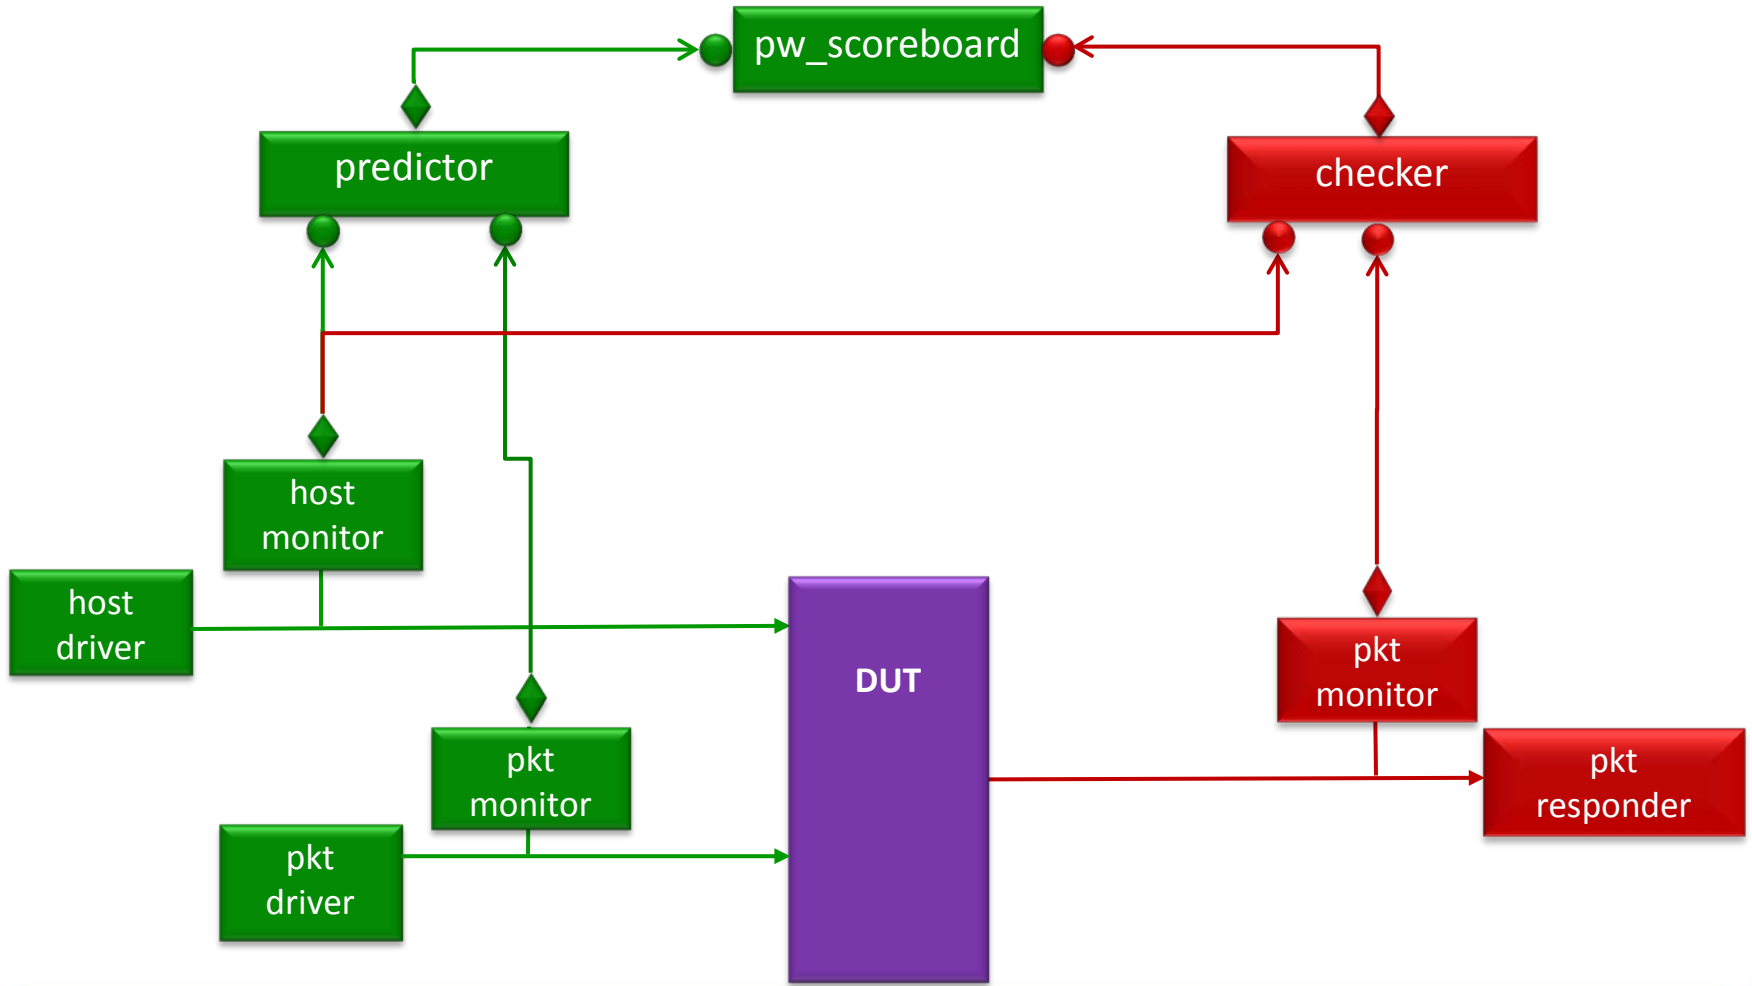 pw_scoreboard
predictor
checker
host
monitor
host
driver
DUT
pkt
monitor
pkt
monitor
pkt
responder
pkt
driver